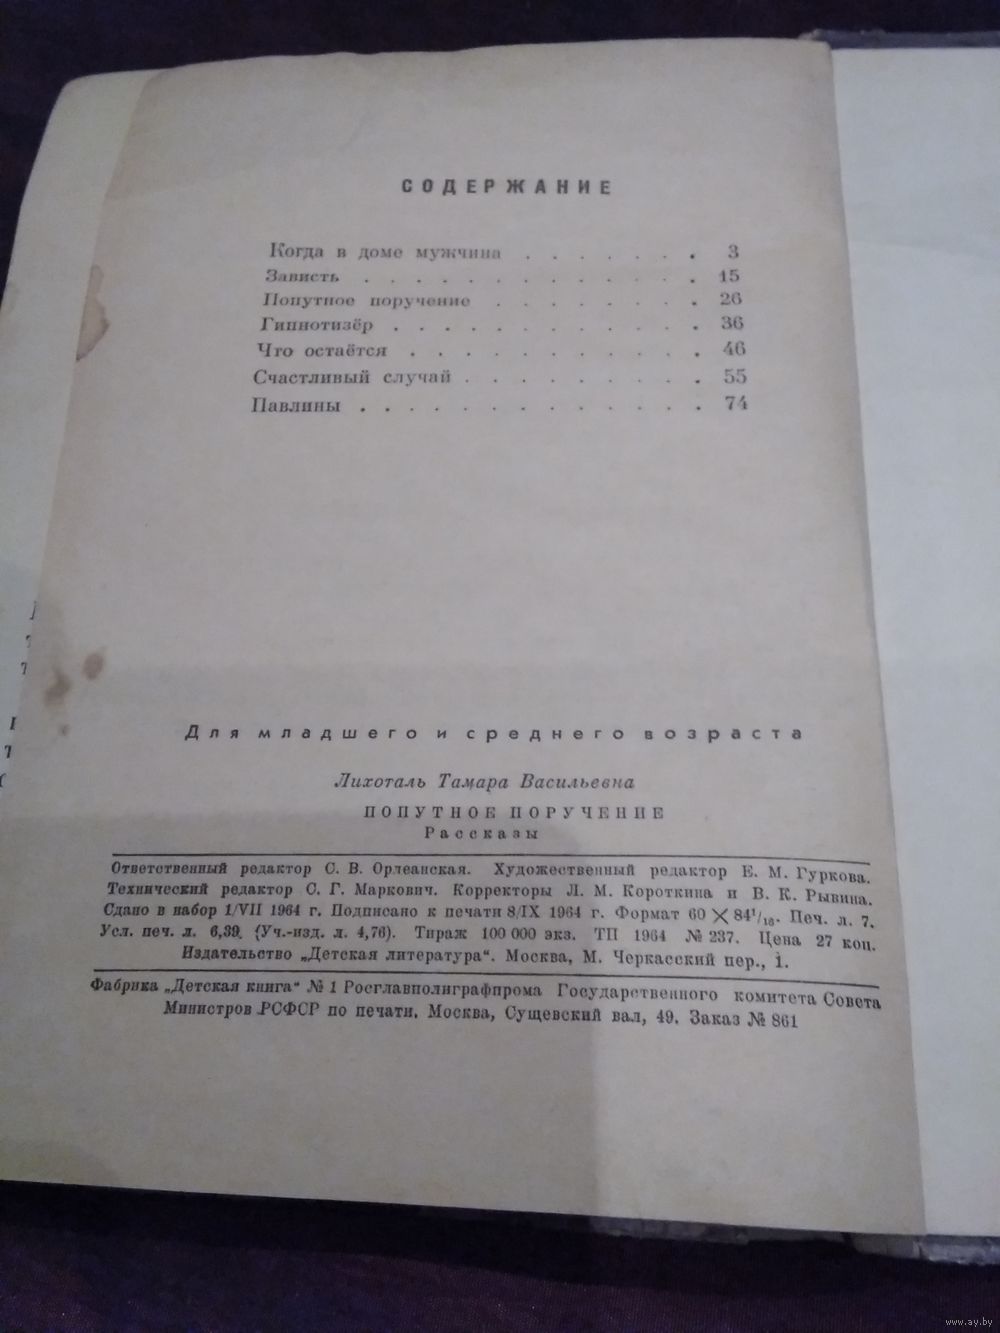 СОДЕРЖАНИЕ
Когда в доме мужчина . . . . . . . 3
Зависть . . . . . . . . . . . . . 15
Попутное поручение . . . . . . . . 26
Гипнотизёр . . . . . . . . . . . . 36
Что остаётся . . . . . . . . . . . 46
Счастливый случай . . . . . . . . . 55
Павлины . . . . . . . . . . . . . 74
Для младшего и среднего возраста
Лихоталь Тамара Васильевна
ПОПУТНОЕ ПОРУЧЕНИЕ
Рассказы
Ответственный редактор С. В. Орлеанская. Художественный редактор Е. М. Гуркова.
Технический редактор С. Г. Маркович. Корректоры Л. М. Короткина и В. К. Рывина.
Сдано в набор 1/VII 1964 г. Подписано к печати 8/IX 1964 г. Формат 60 × 84¹/₁₆. Печ. л. 7.
Усл. печ. л. 6,39. (Уч.-изд. л. 4,76). Тираж 100 000 экз. ТП 1964 № 237. Цена 27 коп.
Издательство „Детская литература“. Москва, М. Черкасский пер., 1.
Фабрика „Детская книга“ № 1 Росглавполиграфпрома Государственного комитета Совета
Министров РСФСР по печати. Москва, Сущевский вал, 49. Заказ № 861
www.ay.by